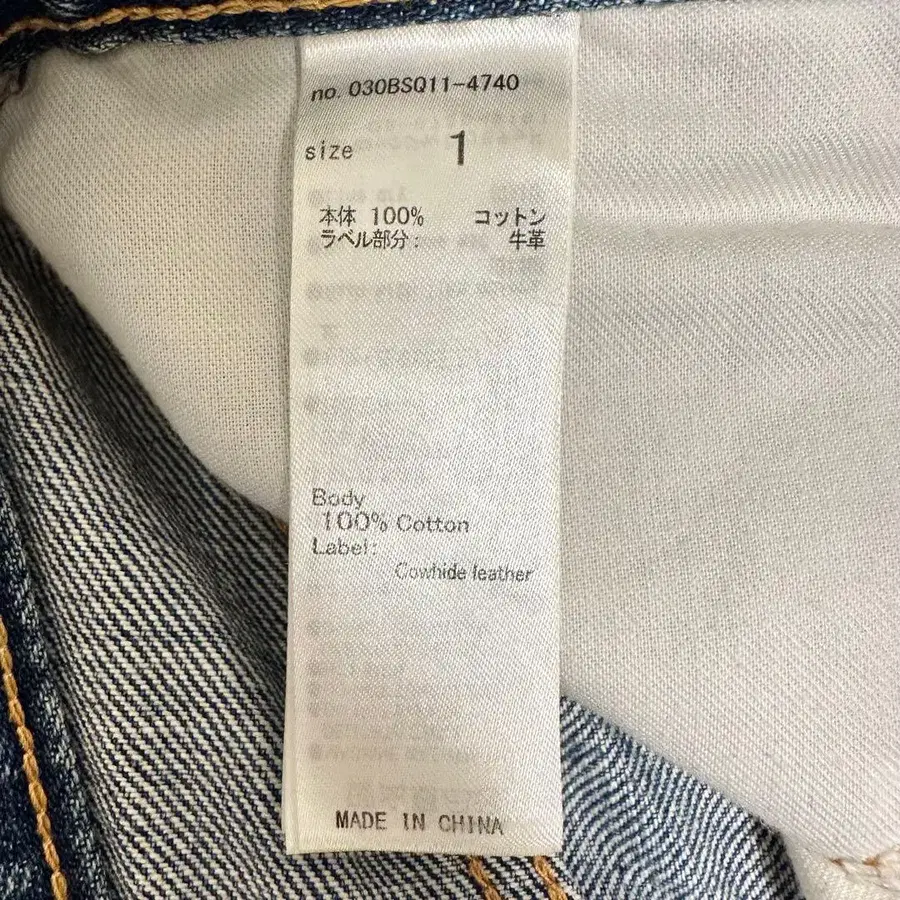 no. 030BSQ11-4740
size 1
本体 100% コットン
ラベル部分: 牛革
Body
100% Cotton
Label:
Cowhide leather
MADE IN CHINA